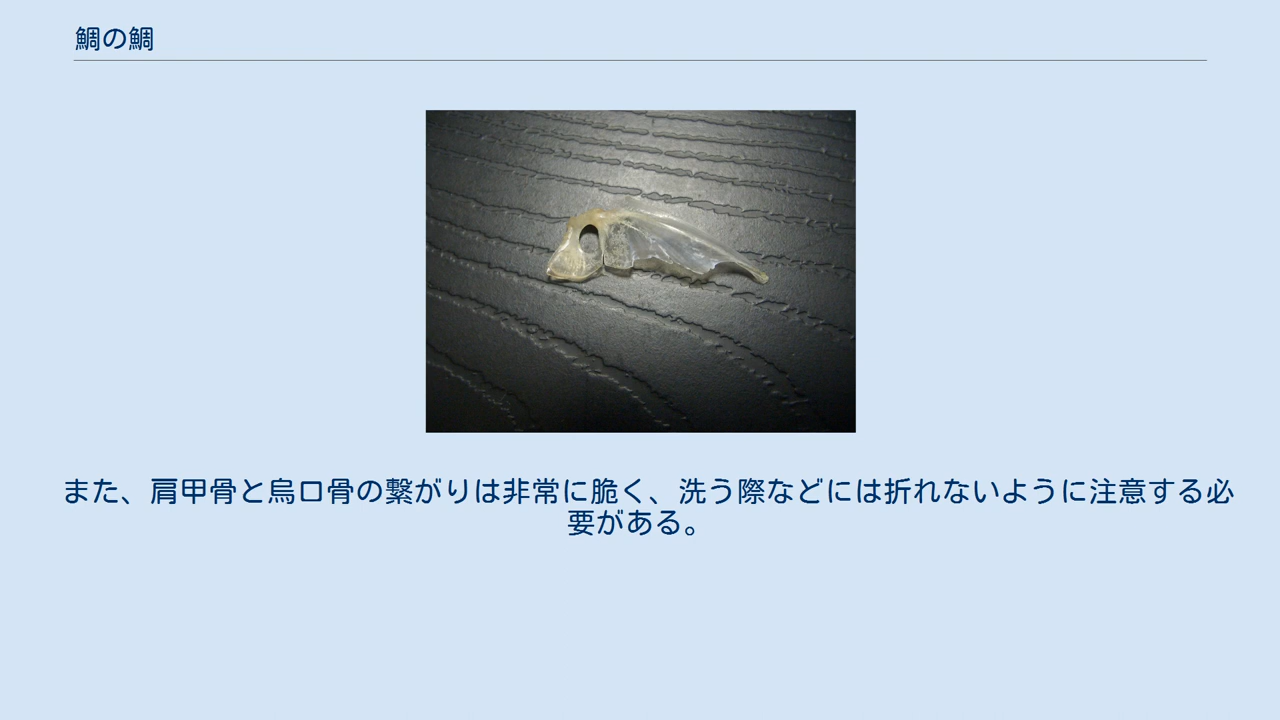 鯛の鯛
また、肩甲骨と烏口骨の繋がりは非常に脆く、洗う際などには折れないように注意する必
要がある。